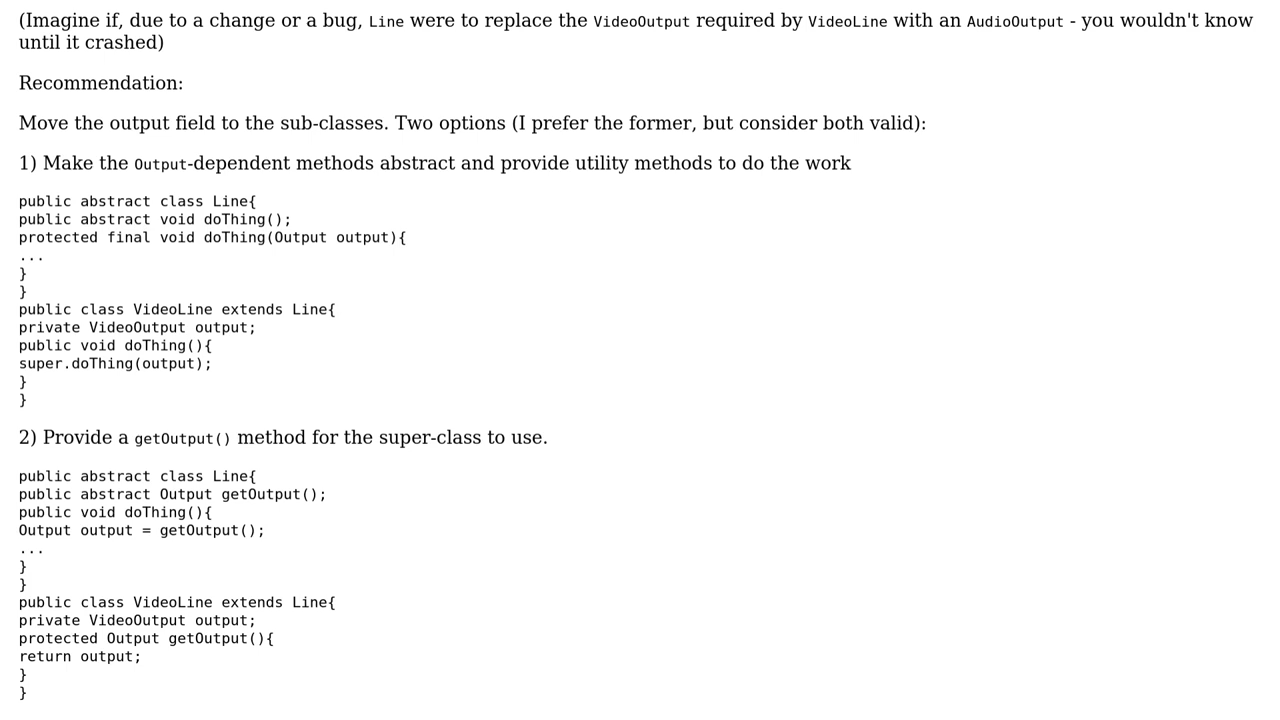 (Imagine if, due to a change or a bug, Line were to replace the VideoOutput required by VideoLine with an AudioOutput - you wouldn't know
until it crashed)
Recommendation:
Move the output field to the sub-classes. Two options (I prefer the former, but consider both valid):
1) Make the Output-dependent methods abstract and provide utility methods to do the work
public abstract class Line{
public abstract void doThing();
protected final void doThing(Output output){
...
}
}
public class VideoLine extends Line{
private VideoOutput output;
public void doThing(){
super.doThing(output);
}
}
2) Provide a getOutput() method for the super-class to use.
public abstract class Line{
public abstract Output getOutput();
public void doThing(){
Output output = getOutput();
...
}
}
public class VideoLine extends Line{
private VideoOutput output;
protected Output getOutput(){
return output;
}
}